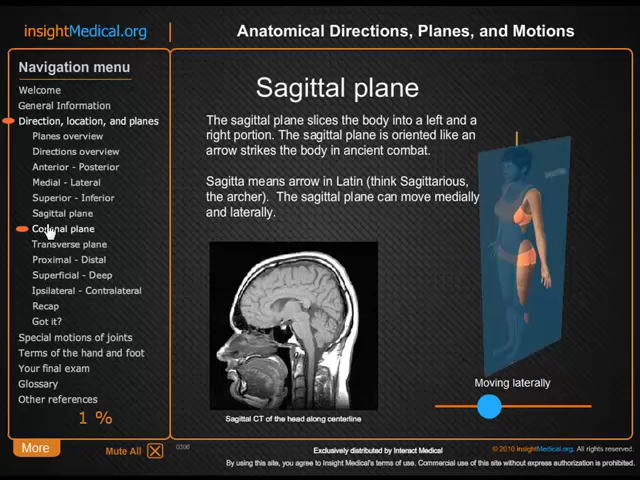 insightMedical.org
Anatomical Directions, Planes, and Motions
Navigation menu
Welcome
General Information
Direction, location, and planes
Planes overview
Directions overview
Anterior - Posterior
Medial - Lateral
Superior - Inferior
Sagittal plane
Coronal plane
Transverse plane
Proximal - Distal
Superficial - Deep
Ipsilateral - Contralateral
Recap
Got it?
Special motions of joints
Terms of the hand and foot
Your final exam
Glossary
Other references
1 %
More
Mute All
Sagittal plane
The sagittal plane slices the body into a left and a
right portion. The sagittal plane is oriented like an
arrow strikes the body in ancient combat.
Sagitta means arrow in Latin (think Sagittarious,
the archer). The sagittal plane can move medially
and laterally.
Sagittal CT of the head along centerline
Moving laterally
Exclusively distributed by Interact Medical
© 2010 insightMedical.org. All rights reserved.
By using this site, you agree to Insight Medical's terms of use. Commercial use of this site without express authorization is prohibited.